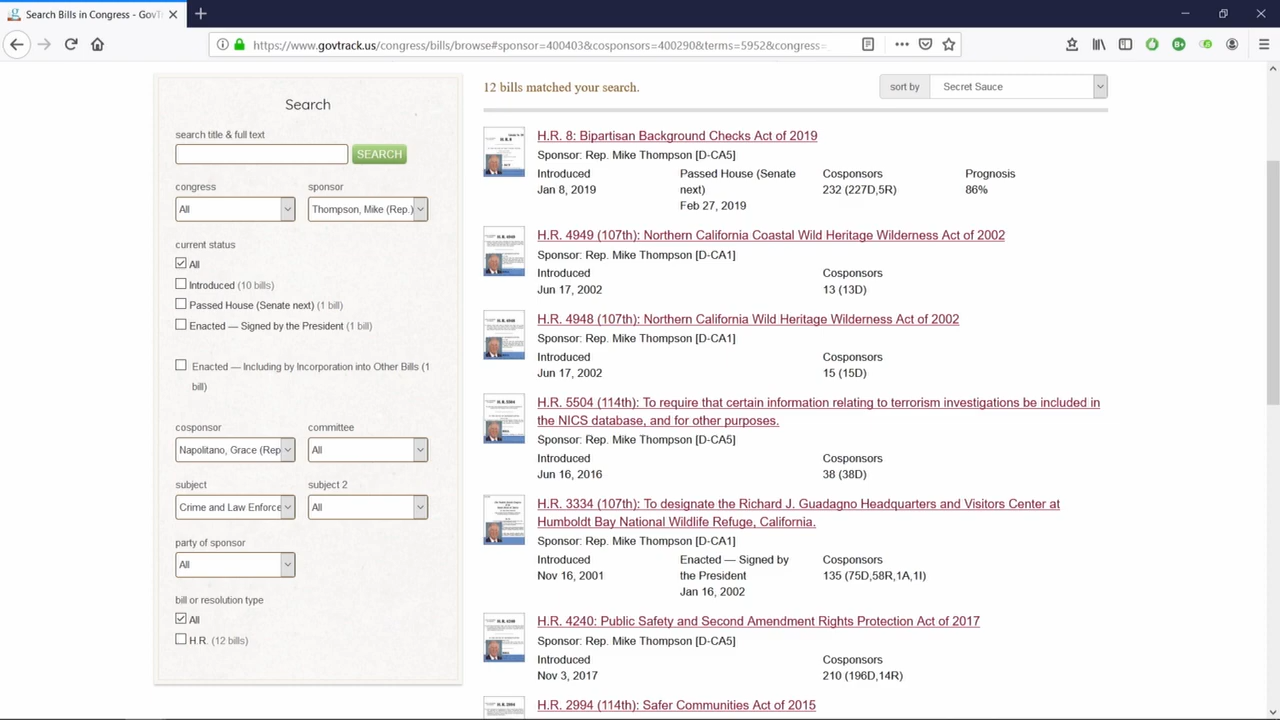 Search Bills in Congress - GovTr
https://www.govtrack.us/congress/bills/browse#sponsor=400403&cosponsors=400290&terms=5952&congress=_
Search
search title & full text
SEARCH
congress
sponsor
All
Thompson, Mike (Rep.)
current status
All
Introduced (10 bills)
Passed House (Senate next) (1 bill)
Enacted — Signed by the President (1 bill)
Enacted — Including by Incorporation into Other Bills (1
bill)
cosponsor
committee
Napolitano, Grace (Rep
All
subject
subject 2
Crime and Law Enforce
All
party of sponsor
All
bill or resolution type
All
H.R. (12 bills)
12 bills matched your search.
sort by
Secret Sauce
H.R. 8: Bipartisan Background Checks Act of 2019
Sponsor: Rep. Mike Thompson [D-CA5]
Introduced
Jan 8, 2019
Passed House (Senate
next)
Feb 27, 2019
Cosponsors
232 (227D,5R)
Prognosis
86%
H.R. 4949 (107th): Northern California Coastal Wild Heritage Wilderness Act of 2002
Sponsor: Rep. Mike Thompson [D-CA1]
Introduced
Jun 17, 2002
Cosponsors
13 (13D)
H.R. 4948 (107th): Northern California Wild Heritage Wilderness Act of 2002
Sponsor: Rep. Mike Thompson [D-CA1]
Introduced
Jun 17, 2002
Cosponsors
15 (15D)
H.R. 5504 (114th): To require that certain information relating to terrorism investigations be included in
the NICS database, and for other purposes.
Sponsor: Rep. Mike Thompson [D-CA5]
Introduced
Jun 16, 2016
Cosponsors
38 (38D)
H.R. 3334 (107th): To designate the Richard J. Guadagno Headquarters and Visitors Center at
Humboldt Bay National Wildlife Refuge, California.
Sponsor: Rep. Mike Thompson [D-CA1]
Introduced
Nov 16, 2001
Enacted — Signed by
the President
Jan 16, 2002
Cosponsors
135 (75D,58R,1A,1I)
H.R. 4240: Public Safety and Second Amendment Rights Protection Act of 2017
Sponsor: Rep. Mike Thompson [D-CA5]
Introduced
Nov 3, 2017
Cosponsors
210 (196D,14R)
H.R. 2994 (114th): Safer Communities Act of 2015